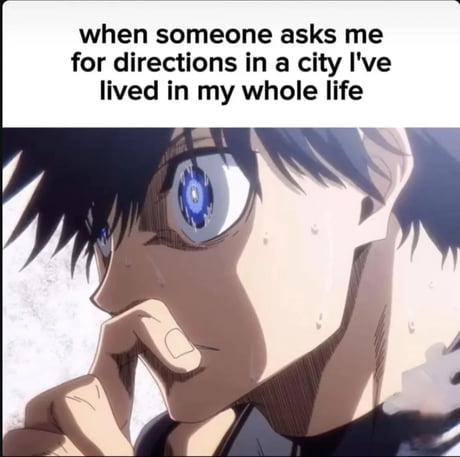 when someone asks me
for directions in a city I've
lived in my whole life